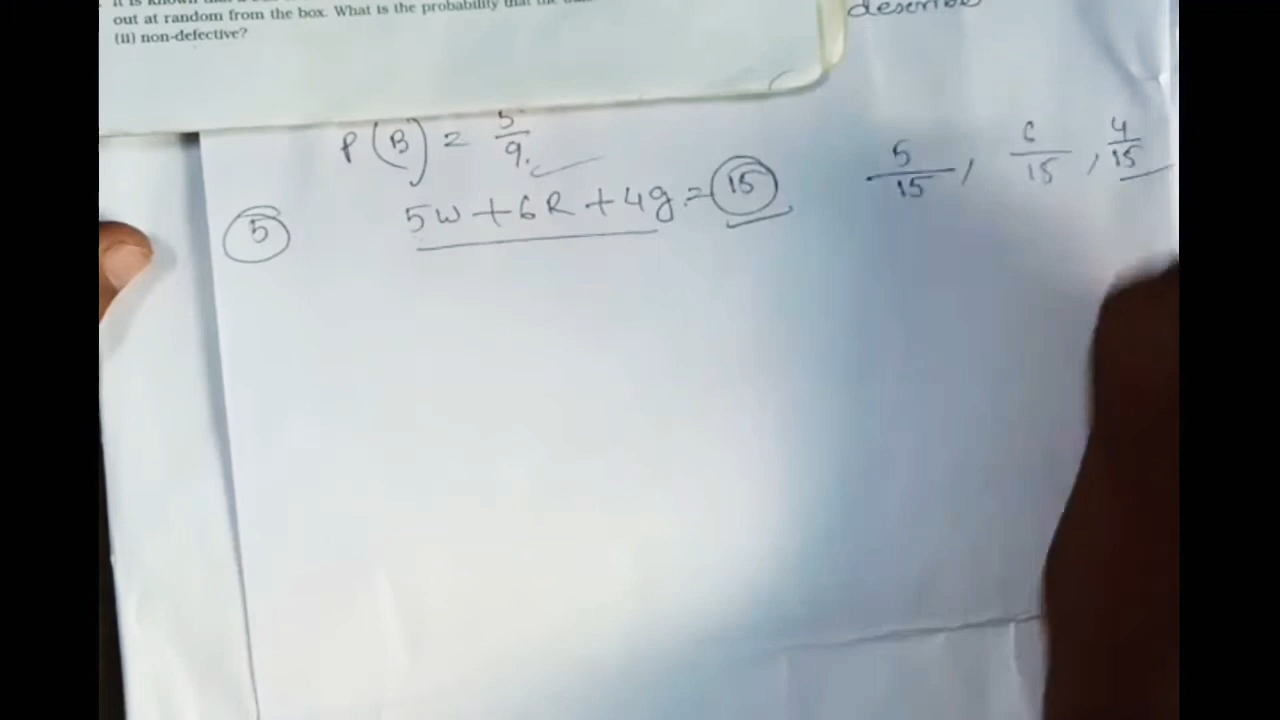 out at random from the box. What is the probability that the
(ii) non-defective?
describe
P(B) = 5/9.
5/15, 6/15, 4/15
5 5W + 6R + 4g = 15